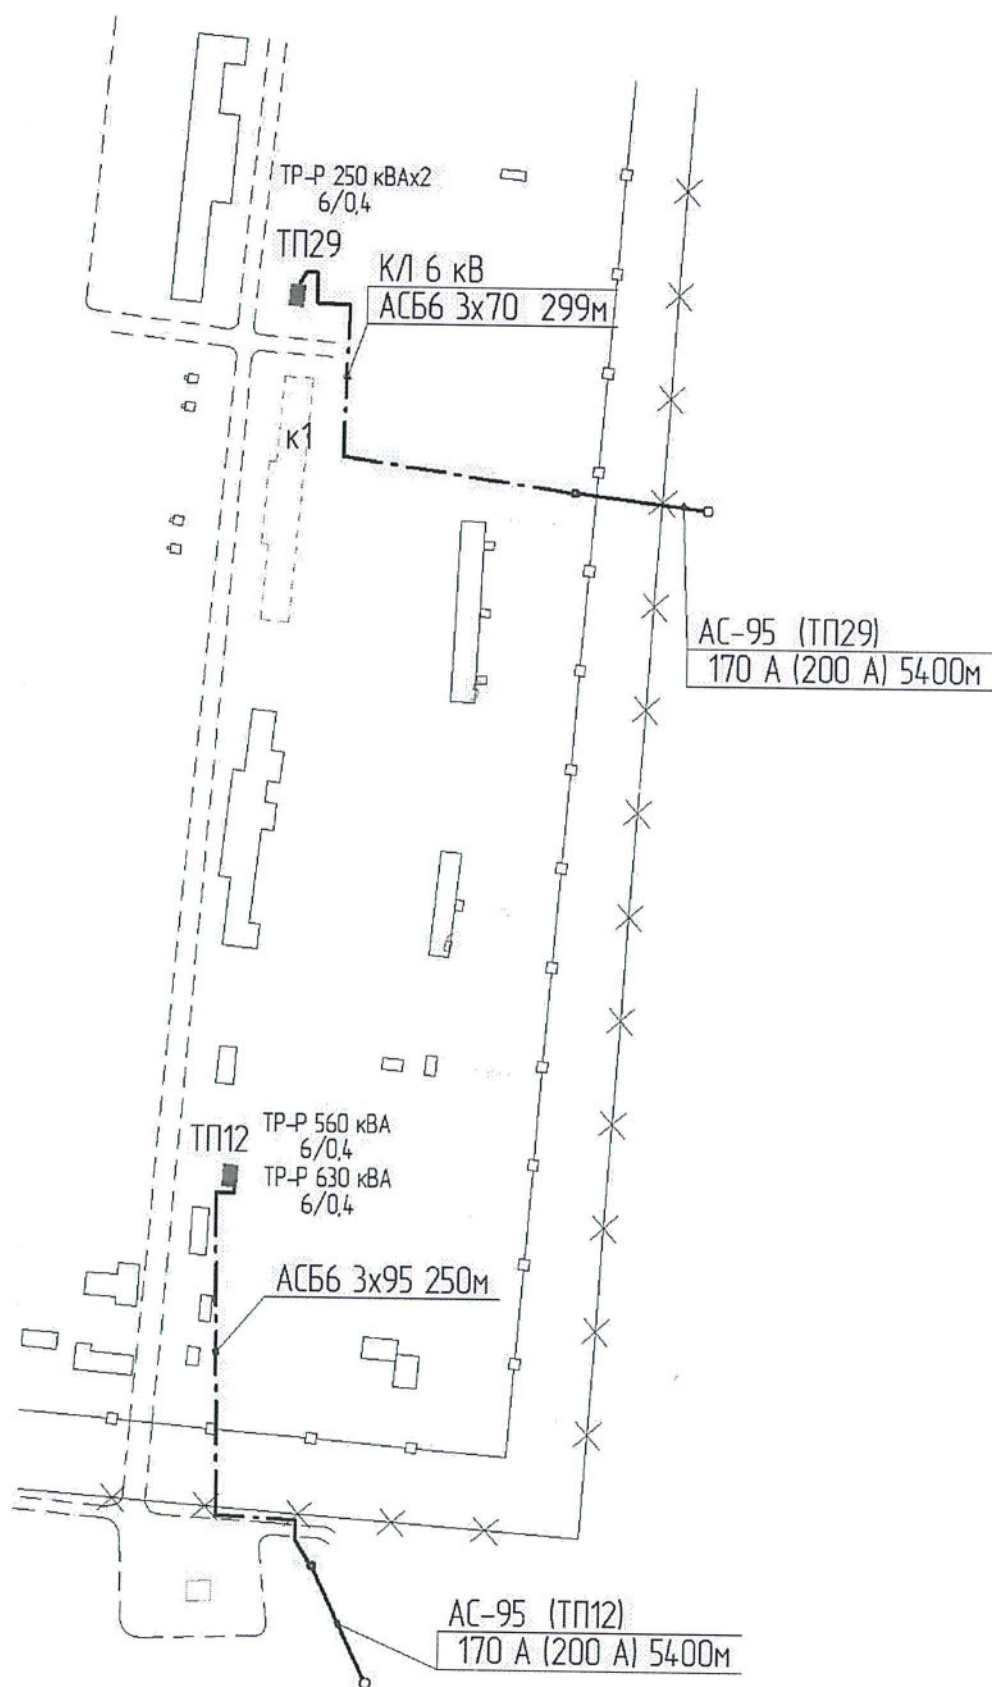 ТР-Р 250 кВАх2
6/0,4
ТП29
КЛ 6 кВ
АСБ6 3х70 299м
к1
АС-95 (ТП29)
170 А (200 А) 5400м
ТП12
ТР-Р 560 кВА
6/0,4
ТР-Р 630 кВА
6/0,4
АСБ6 3х95 250м
АС-95 (ТП12)
170 А (200 А) 5400м